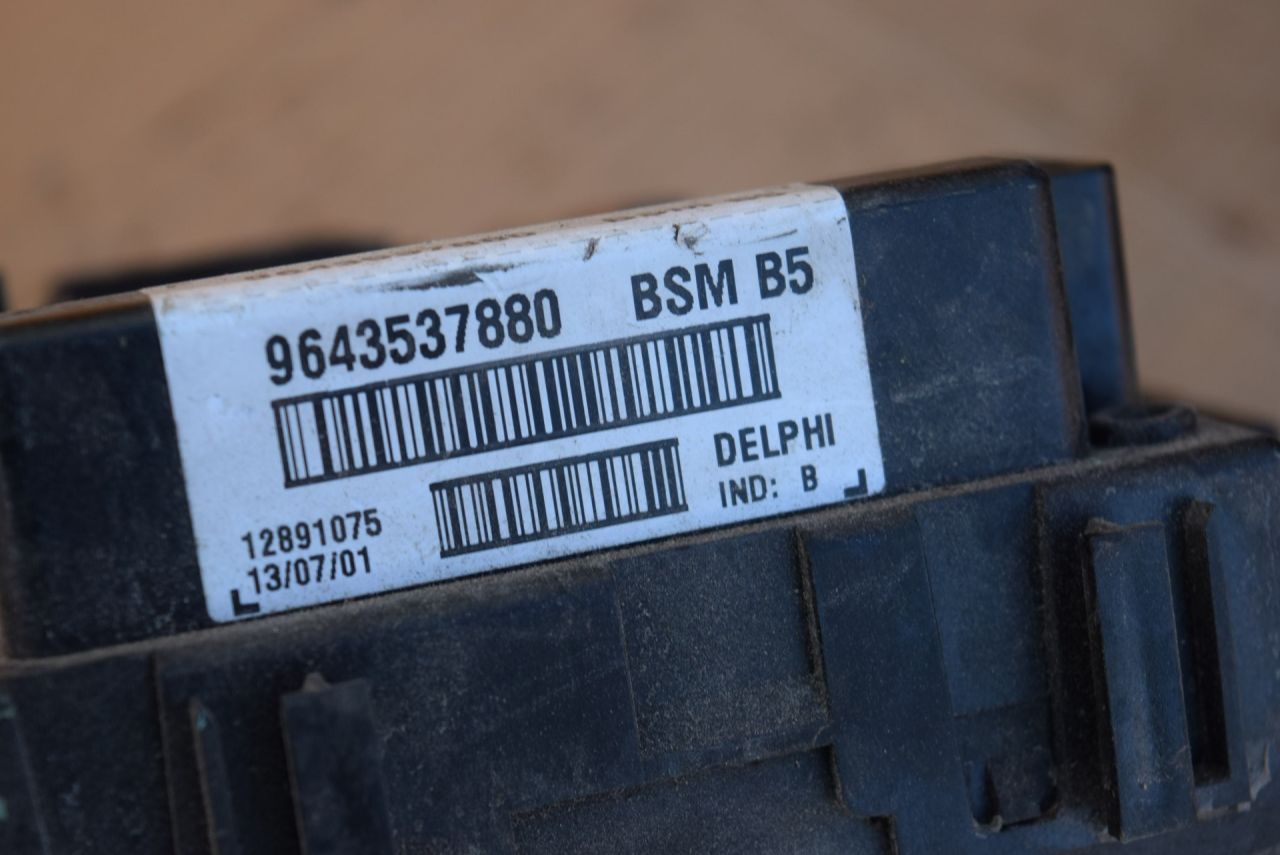 9643537880 BSM B5
DELPHI
12891075 IND: B
13/07/01